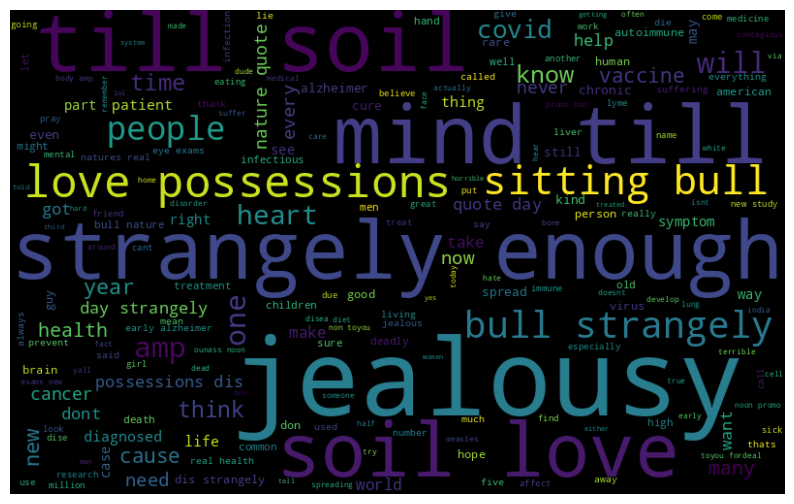 going made often come medicine
till soil covid give getting work die
let system infection lie hand rare help may autoimmune will another contagious via
body amp dude medical remember time nature quote every eating alzheimer know well human vaccine everything
lol suffer believe called never chronic suffering american
part patient thank cure thing promo man
pray people actually face lyme
might even see mind till liver name
natures real eye exams care still hear white
mental infectious
told home love possessions horrible put sitting bull isnt
disorder men great kind treated new study
got hard friend right heart quote day person really bone symptom
third bull nature treat say
around cant strangely enough take now today hate
year treatment children due old immune doesnt
guy mean day strangely one good spread way
always health early alzheimer disea diet living jealous virus develop lung india
prevent fact ounass noon non toyou yes make bull strangely
said amp sure deadly especially
brain yall girl dead women terrible
possessions dis jealousy someone true call cell
exams new
cancer dont think don want noon promo
look death used half much find high early
new dise diagnosed life number either sick
case common soil love measles thats
cause real health try hope many toyou fordeal
use research man need dis strangely tell world five affect away
million spreading